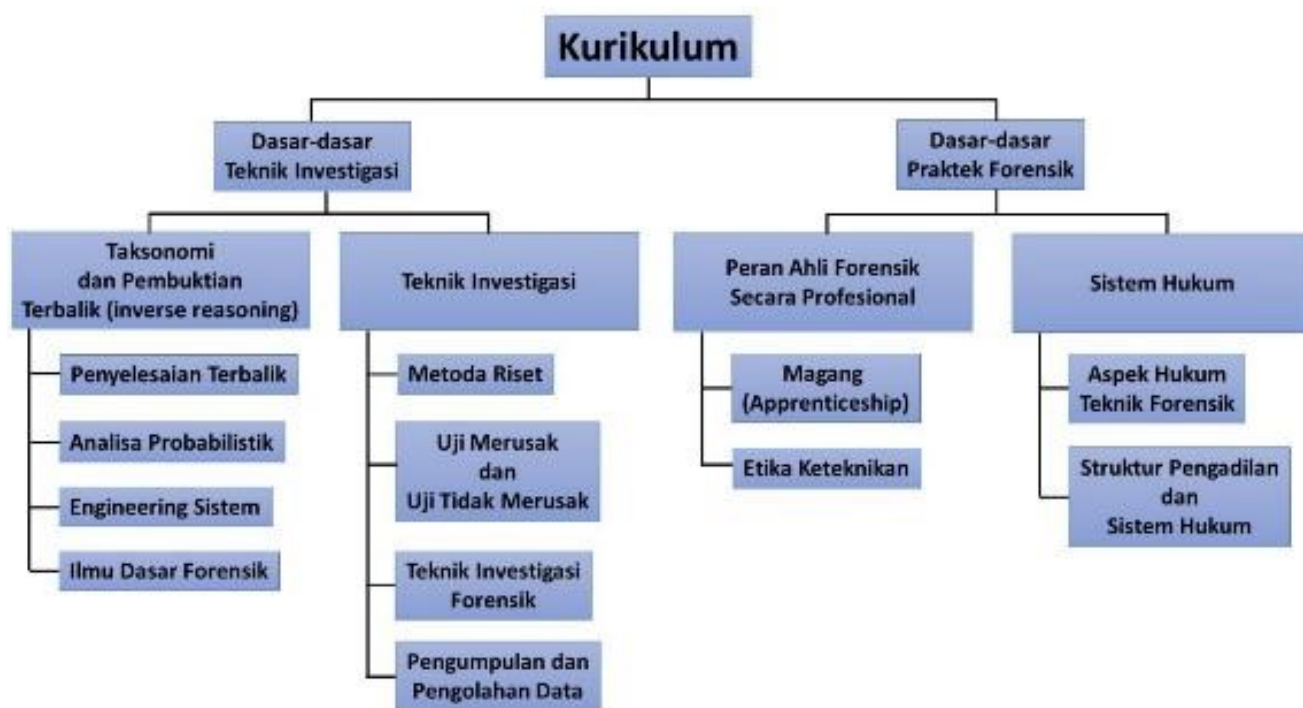 Kurikulum
Dasar-dasar
Teknik Investigasi
Dasar-dasar
Praktek Forensik
Taksonomi
dan Pembuktian
Terbalik (inverse reasoning)
Teknik Investigasi
Peran Ahli Forensik
Secara Profesional
Sistem Hukum
Penyelesaian Terbalik
Analisa Probabilistik
Engineering Sistem
Ilmu Dasar Forensik
Metoda Riset
Uji Merusak
dan
Uji Tidak Merusak
Teknik Investigasi
Forensik
Pengumpulan dan
Pengolahan Data
Magang
(Apprenticeship)
Etika Keteknikan
Aspek Hukum
Teknik Forensik
Struktur Pengadilan
dan
Sistem Hukum